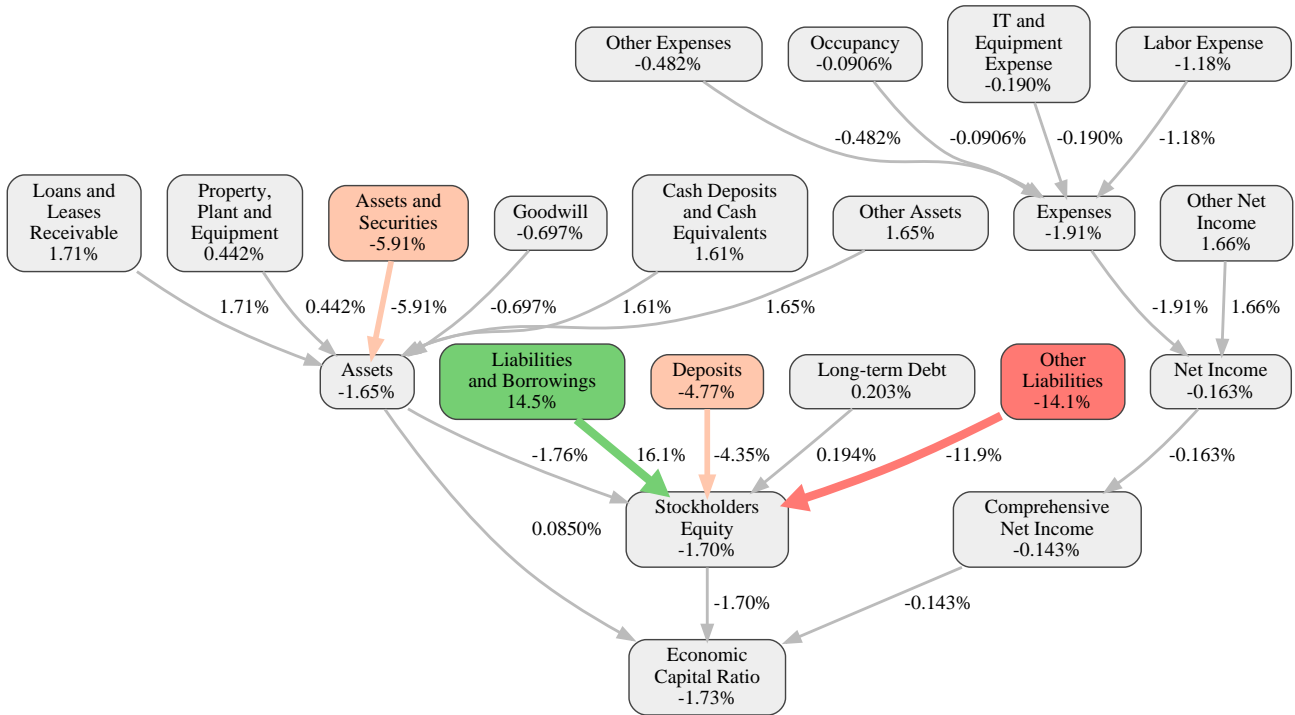 Other Expenses
-0.482%
Occupancy
-0.0906%
IT and
Equipment
Expense
-0.190%
Labor Expense
-1.18%
-0.482%
-0.0906%
-0.190%
-1.18%
Loans and
Leases
Receivable
1.71%
Property,
Plant and
Equipment
0.442%
Assets and
Securities
-5.91%
Goodwill
-0.697%
Cash Deposits
and Cash
Equivalents
1.61%
Other Assets
1.65%
Expenses
-1.91%
Other Net
Income
1.66%
1.71%
0.442%
-5.91%
-0.697%
1.61%
1.65%
-1.91%
1.66%
Assets
-1.65%
Liabilities
and Borrowings
14.5%
Deposits
-4.77%
Long-term Debt
0.203%
Other
Liabilities
-14.1%
Net Income
-0.163%
-1.76%
16.1%
-4.35%
0.194%
-11.9%
-0.163%
0.0850%
Stockholders
Equity
-1.70%
Comprehensive
Net Income
-0.143%
-1.70%
-0.143%
Economic
Capital Ratio
-1.73%